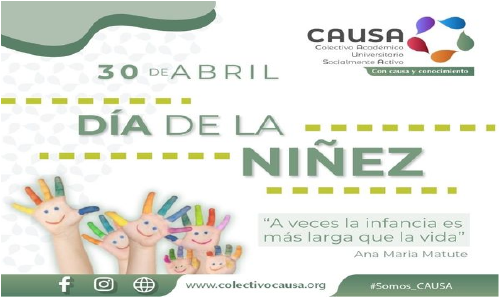 CAUSA
Colectivo Académico
Universitario
Socialmente Activo
Con causa y conocimiento
30 DE ABRIL
DÍA DE LA
NIÑEZ
“A veces la infancia es
más larga que la vida”
Ana Maria Matute
www.colectivocausa.org
#Somos_CAUSA